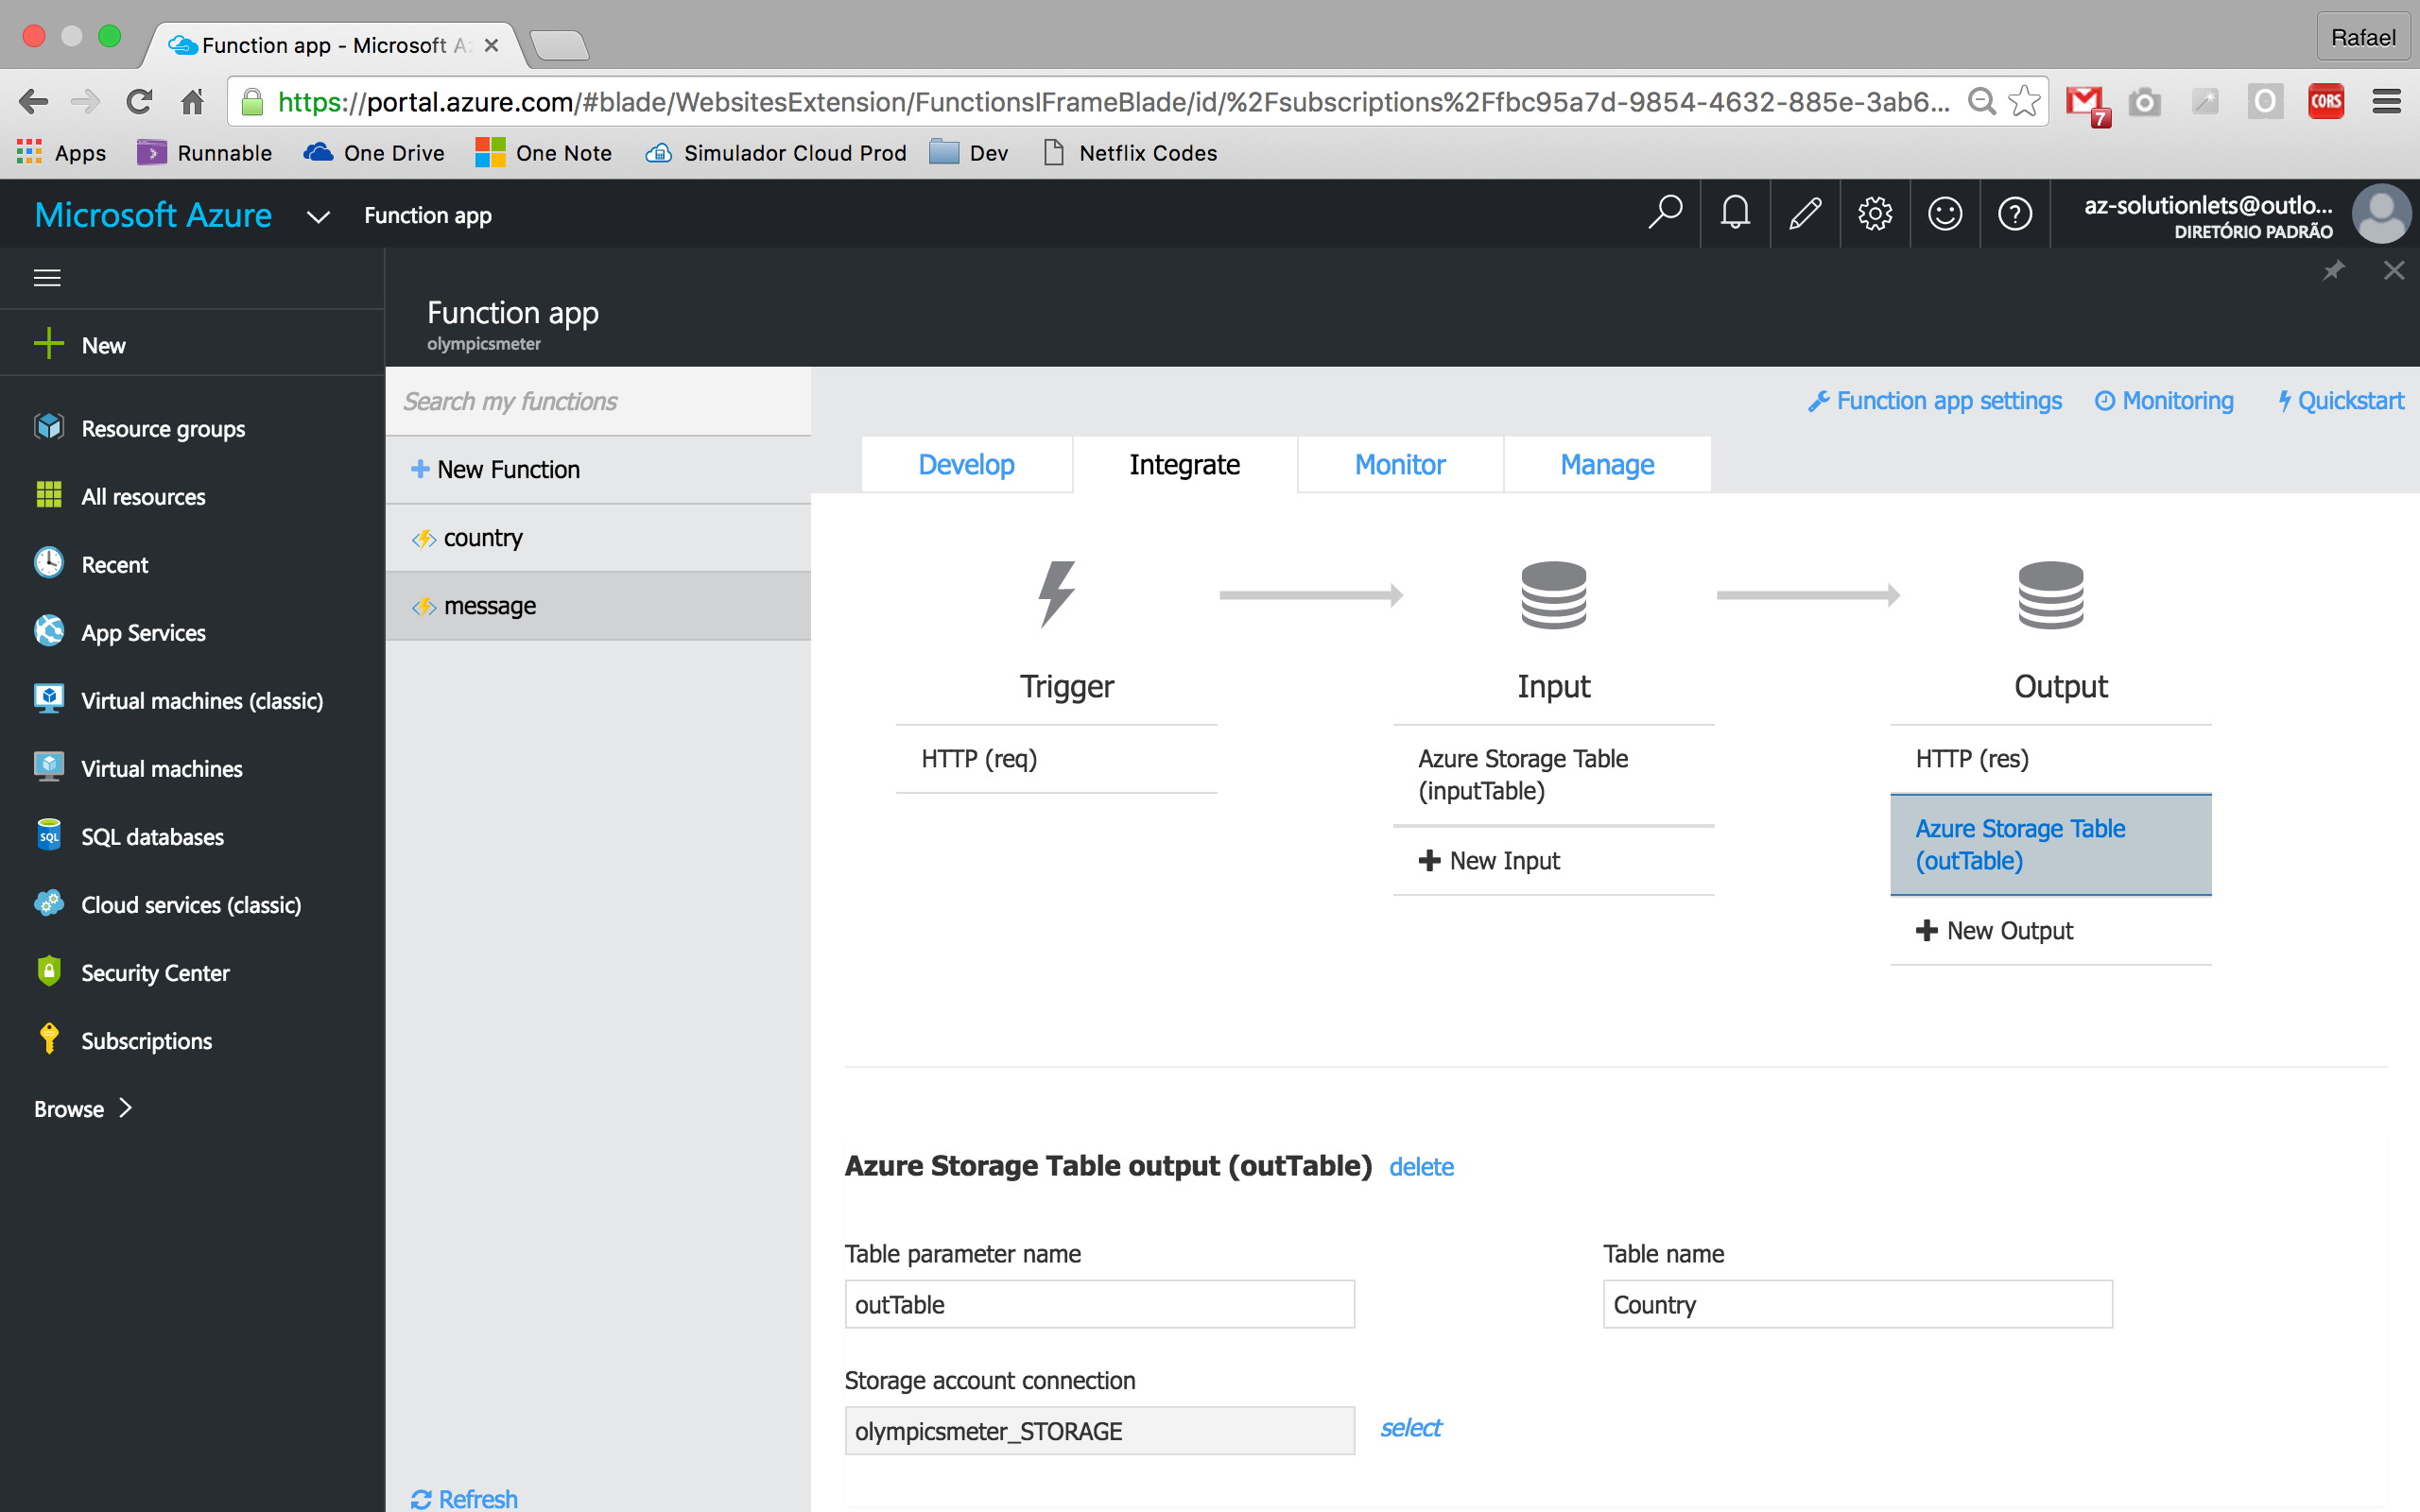 Function app - Microsoft A
Rafael
https://portal.azure.com/#blade/WebsitesExtension/FunctionsIFrameBlade/id/%2Fsubscriptions%2Ffbc95a7d-9854-4632-885e-3ab6...
7
O
CORS
Apps
Runnable
One Drive
One Note
Simulador Cloud Prod
Dev
Netflix Codes
Microsoft Azure
Function app
az-solutionlets@outlo...
DIRETÓRIO PADRÃO
New
Resource groups
All resources
Recent
App Services
Virtual machines (classic)
Virtual machines
SQL
SQL databases
Cloud services (classic)
Security Center
Subscriptions
Browse
Function app
olympicsmeter
Search my functions
New Function
country
message
Refresh
Function app settings
Monitoring
Quickstart
Develop
Integrate
Monitor
Manage
Trigger
HTTP (req)
Input
Azure Storage Table
(inputTable)
New Input
Output
HTTP (res)
Azure Storage Table
(outTable)
New Output
Azure Storage Table output (outTable) delete
Table parameter name
outTable
Table name
Country
Storage account connection
olympicsmeter_STORAGE
select